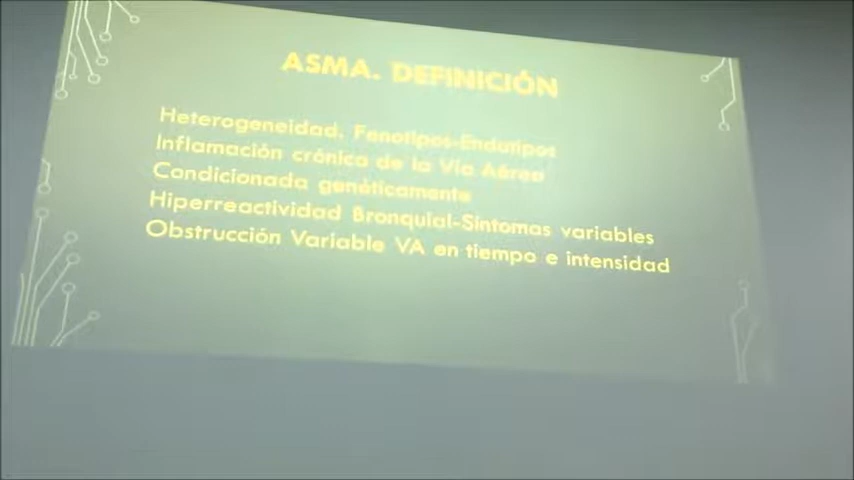 ASMA. DEFINICIÓN
Heterogeneidad. Fenotipos-Endotipos
Inflamación crónica de la Vía Aérea
Condicionada genéticamente
Hiperreactividad Bronquial-Síntomas variables
Obstrucción Variable VA en tiempo e intensidad